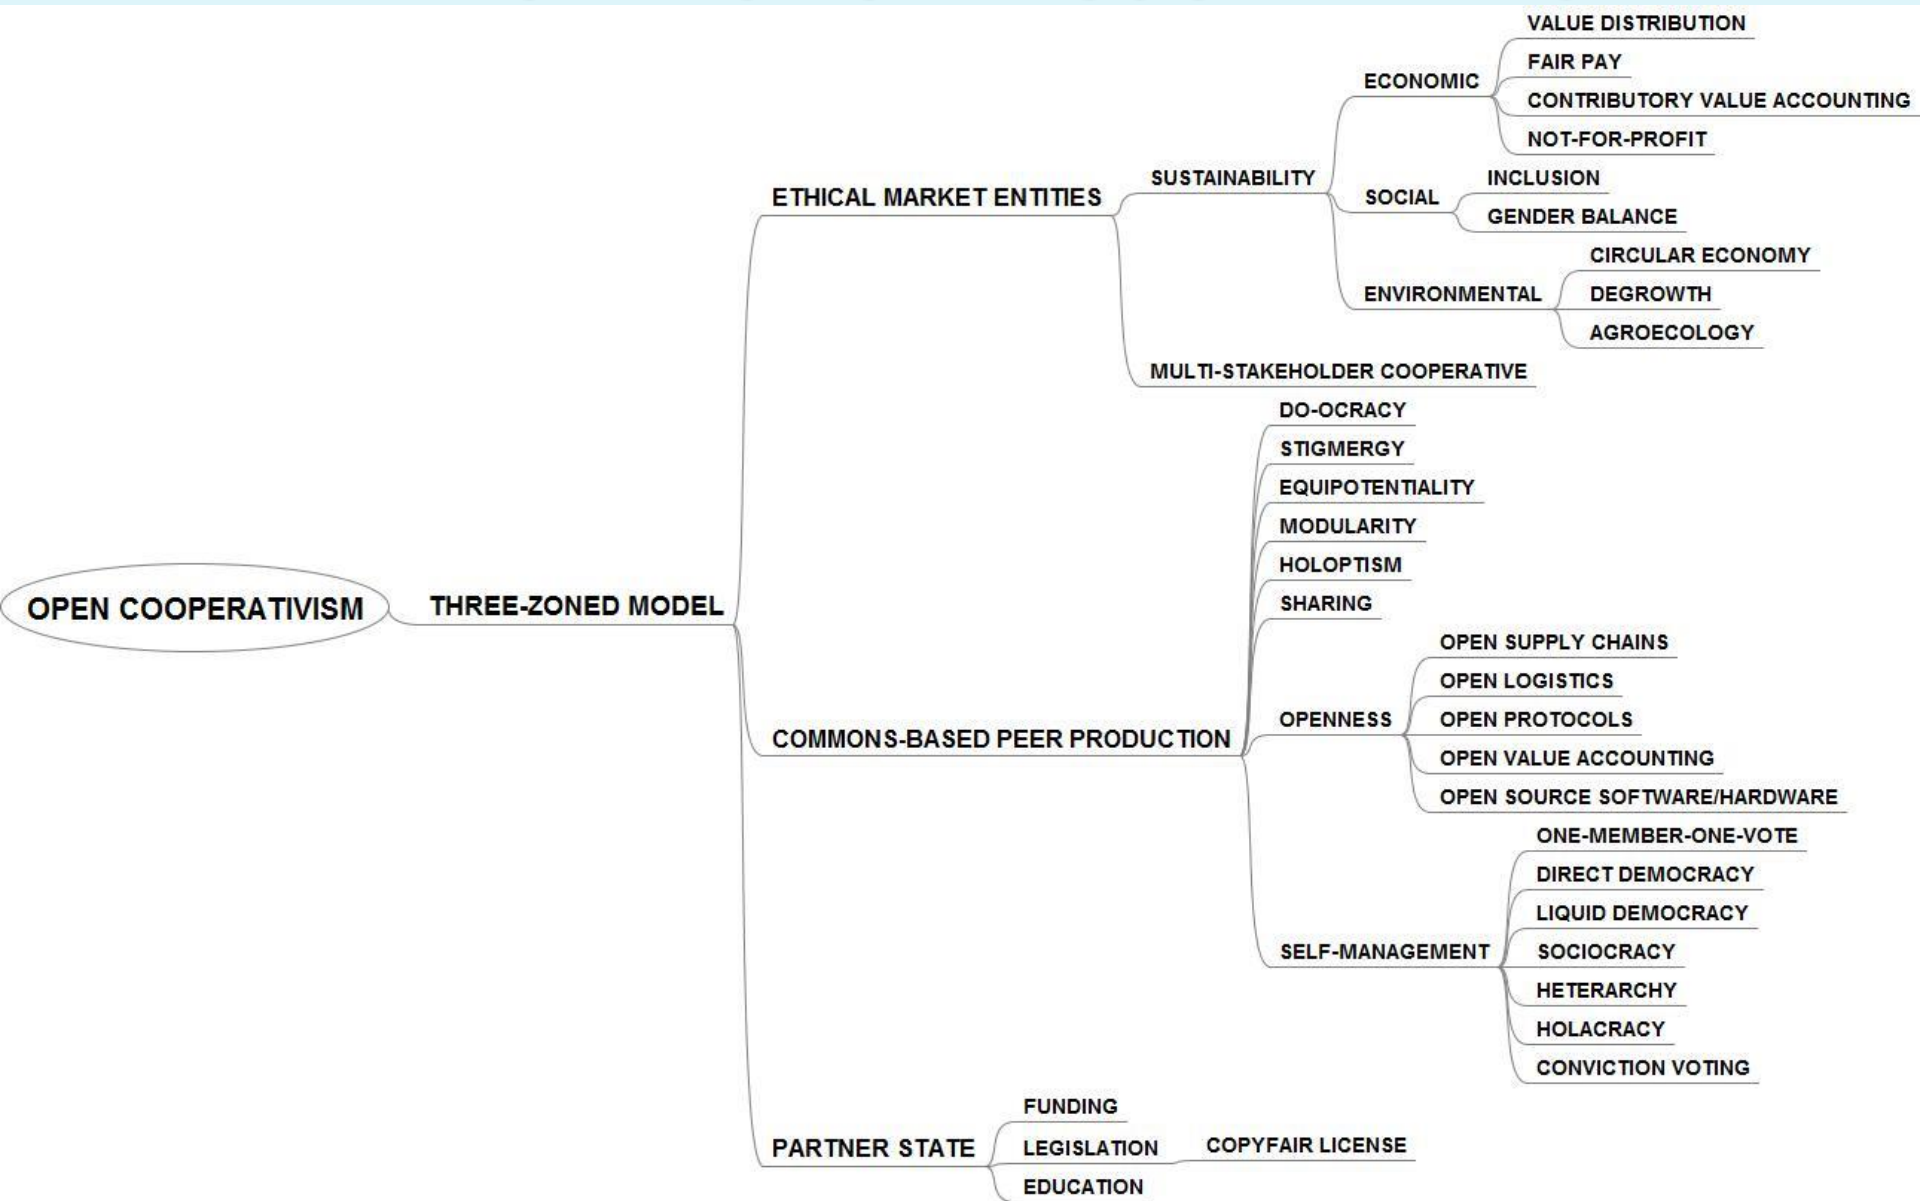 VALUE DISTRIBUTION
FAIR PAY
ECONOMIC
CONTRIBUTORY VALUE ACCOUNTING
NOT-FOR-PROFIT
SUSTAINABILITY
INCLUSION
ETHICAL MARKET ENTITIES
SOCIAL
GENDER BALANCE
CIRCULAR ECONOMY
ENVIRONMENTAL
DEGROWTH
AGROECOLOGY
MULTI-STAKEHOLDER COOPERATIVE
DO-OCRACY
STIGMERGY
EQUIPOTENTIALITY
MODULARITY
HOLOPTISM
SHARING
OPEN COOPERATIVISM
THREE-ZONED MODEL
OPEN SUPPLY CHAINS
OPEN LOGISTICS
OPENNESS
OPEN PROTOCOLS
COMMONS-BASED PEER PRODUCTION
OPEN VALUE ACCOUNTING
OPEN SOURCE SOFTWARE/HARDWARE
ONE-MEMBER-ONE-VOTE
DIRECT DEMOCRACY
LIQUID DEMOCRACY
SELF-MANAGEMENT
SOCIOCRACY
HETERARCHY
HOLACRACY
CONVICTION VOTING
FUNDING
PARTNER STATE
LEGISLATION
COPYFAIR LICENSE
EDUCATION